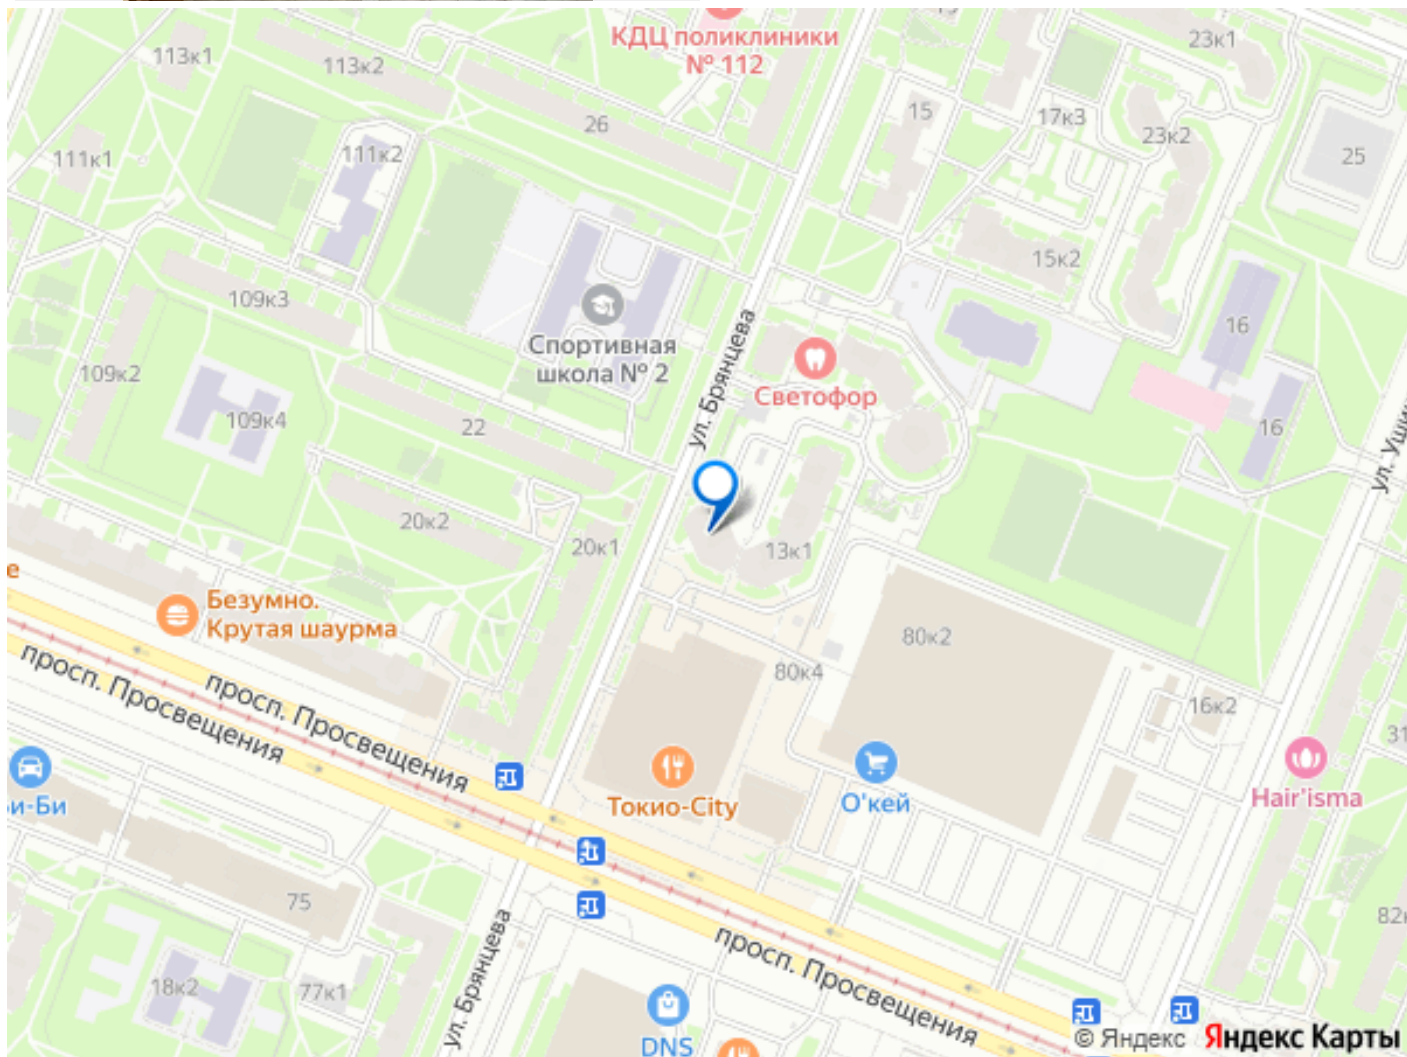 КДЦ поликлиники
№ 112
23к1
113к1
113к2
26
15
17к3
23к2
25
111к1
111к2
15к2
109к3
16
Спортивная
школа № 2
ул. Брянцева
Светофор
109к2
109к4
22
16
20к2
20к1
13к1
Безумно.
Крутая шаурма
80к2
80к4
16к2
31
просп. Просвещения
просп. Просвещения
Токио-City
О'кей
Hair'isma
75
82
ул. Брянцева
просп. Просвещения
18к2
77к1
DNS
© Яндекс Яндекс Карты